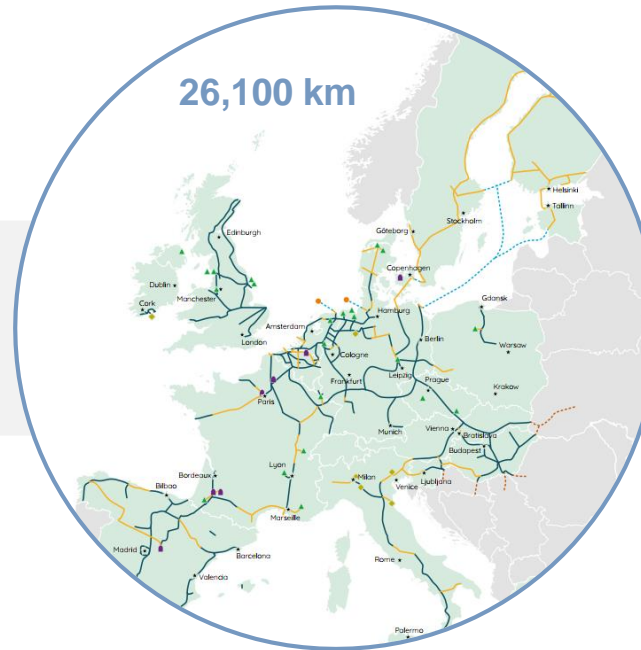 26,100 km
Helsinki
Tallinn
Stockholm
Edinburgh
Göteborg
Copenhagen
Dublin
Manchester
Cork
Gdansk
Hamburg
Amsterdam
London
Berlin
Warsaw
Cologne
Leipzig
Frankfurt
Prague
Krakow
Paris
Munich
Vienna
Bratislava
Budapest
Lyon
Bordeaux
Milan
Venice
Ljubljana
Bilbao
Marseille
Madrid
Barcelona
Rome
Valencia
Palermo